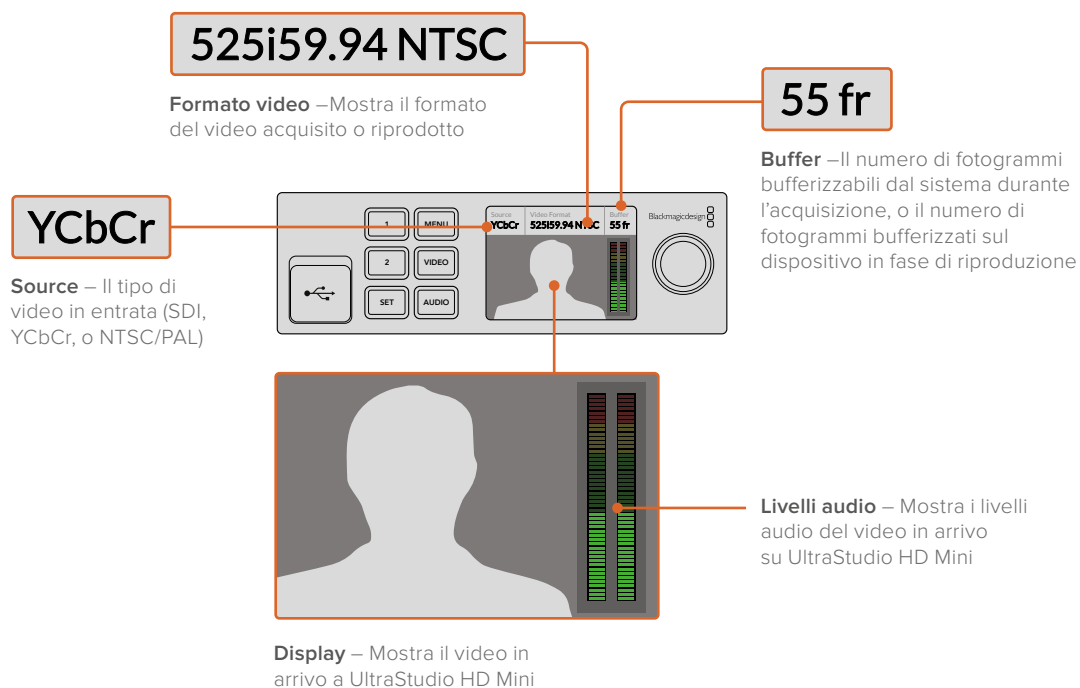 525i59.94 NTSC
Formato video –Mostra il formato
del video acquisito o riprodotto
55 fr
Buffer –Il numero di fotogrammi
bufferizzabili dal sistema durante
l'acquisizione, o il numero di
fotogrammi bufferizzati sul
dispositivo in fase di riproduzione
YCbCr
Source – Il tipo di
video in entrata (SDI,
YCbCr, o NTSC/PAL)
1
MENU
2
VIDEO
SET
AUDIO
Source
YCbCr
Video Format
525I59.94 NTSC
Buffer
55 fr
Blackmagicdesign
Livelli audio – Mostra i livelli
audio del video in arrivo
su UltraStudio HD Mini
Display – Mostra il video in
arrivo a UltraStudio HD Mini